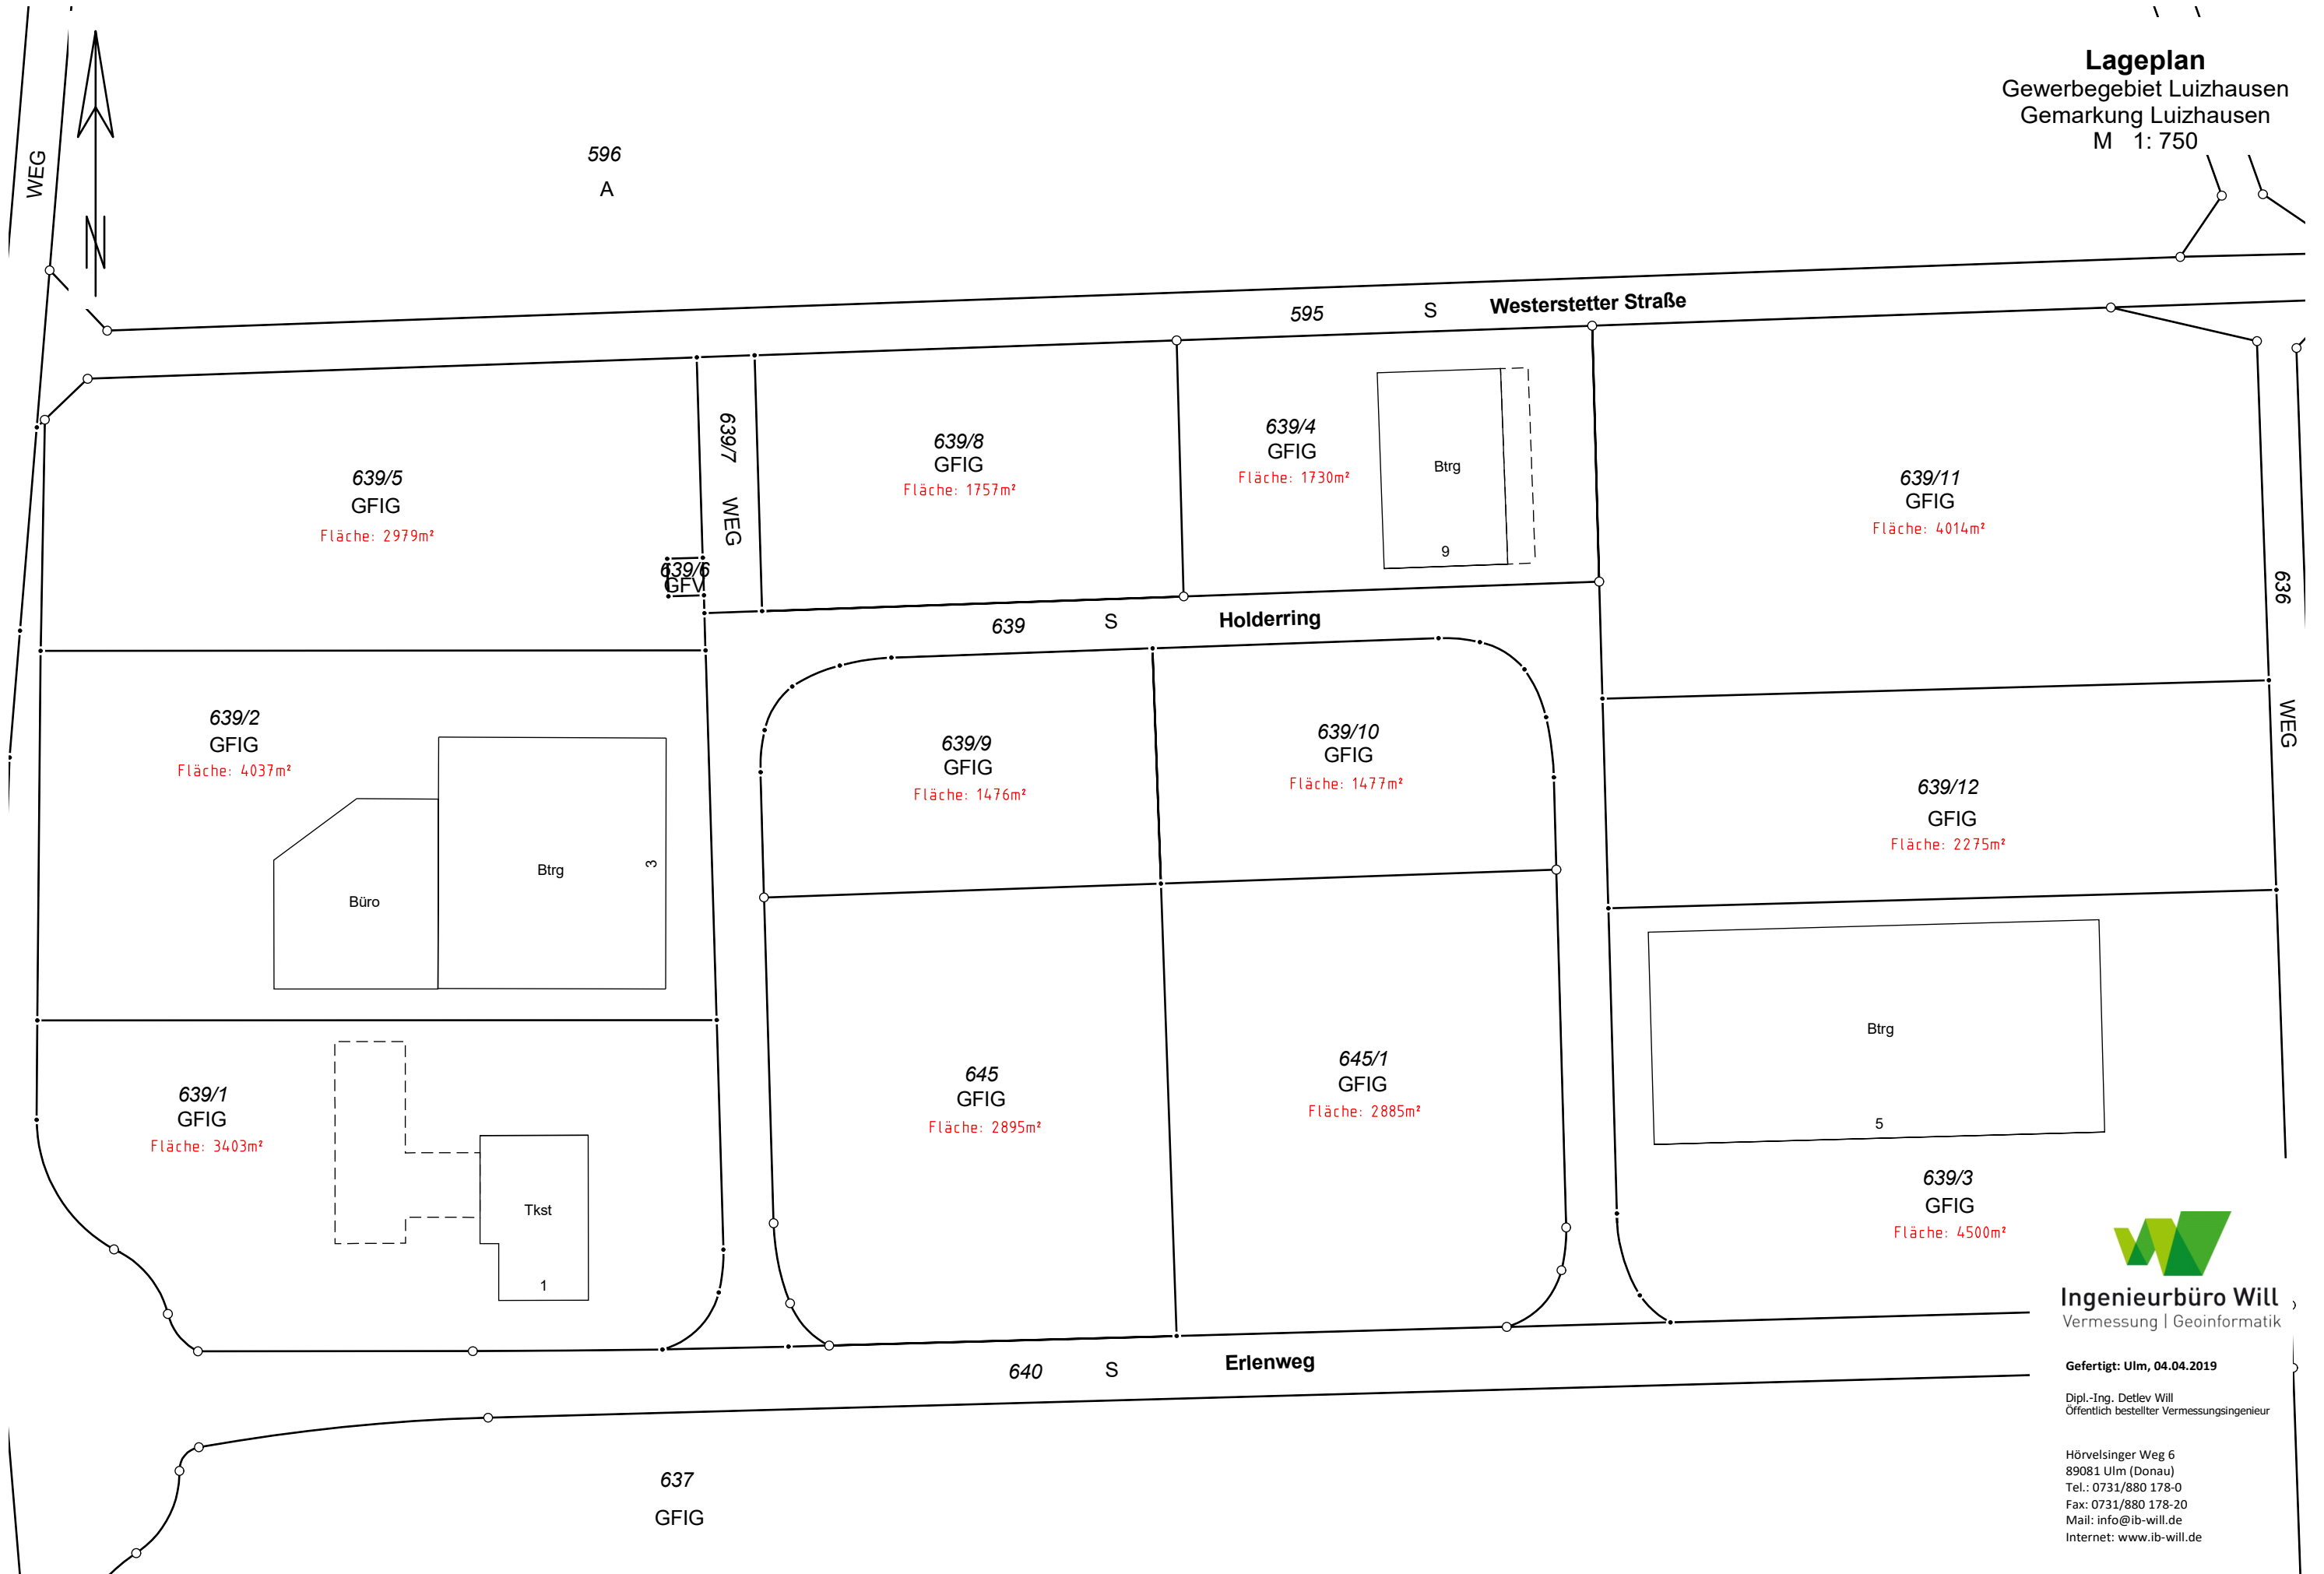 Lageplan
Gewerbegebiet Luizhausen
Gemarkung Luizhausen
M 1: 750
WEG
N
596
A
595 S Westerstetter Straße
639/5
GFIG
Fläche: 2979m²
639/7 WEG
639/6
GFV
639/8
GFIG
Fläche: 1757m²
639/4
GFIG
Fläche: 1730m²
Btrg
9
639/11
GFIG
Fläche: 4014m²
636 WEG
639 S Holderring
639/2
GFIG
Fläche: 4037m²
Büro
Btrg
3
639/9
GFIG
Fläche: 1476m²
639/10
GFIG
Fläche: 1477m²
639/12
GFIG
Fläche: 2275m²
639/1
GFIG
Fläche: 3403m²
Tkst
1
645
GFIG
Fläche: 2895m²
645/1
GFIG
Fläche: 2885m²
Btrg
5
639/3
GFIG
Fläche: 4500m²
640 S Erlenweg
637
GFIG
Ingenieurbüro Will
Vermessung | Geoinformatik
Gefertigt: Ulm, 04.04.2019
Dipl.-Ing. Detlev Will
Öffentlich bestellter Vermessungsingenieur
Hörvelsinger Weg 6
89081 Ulm (Donau)
Tel.: 0731/880 178-0
Fax: 0731/880 178-20
Mail: info@ib-will.de
Internet: www.ib-will.de